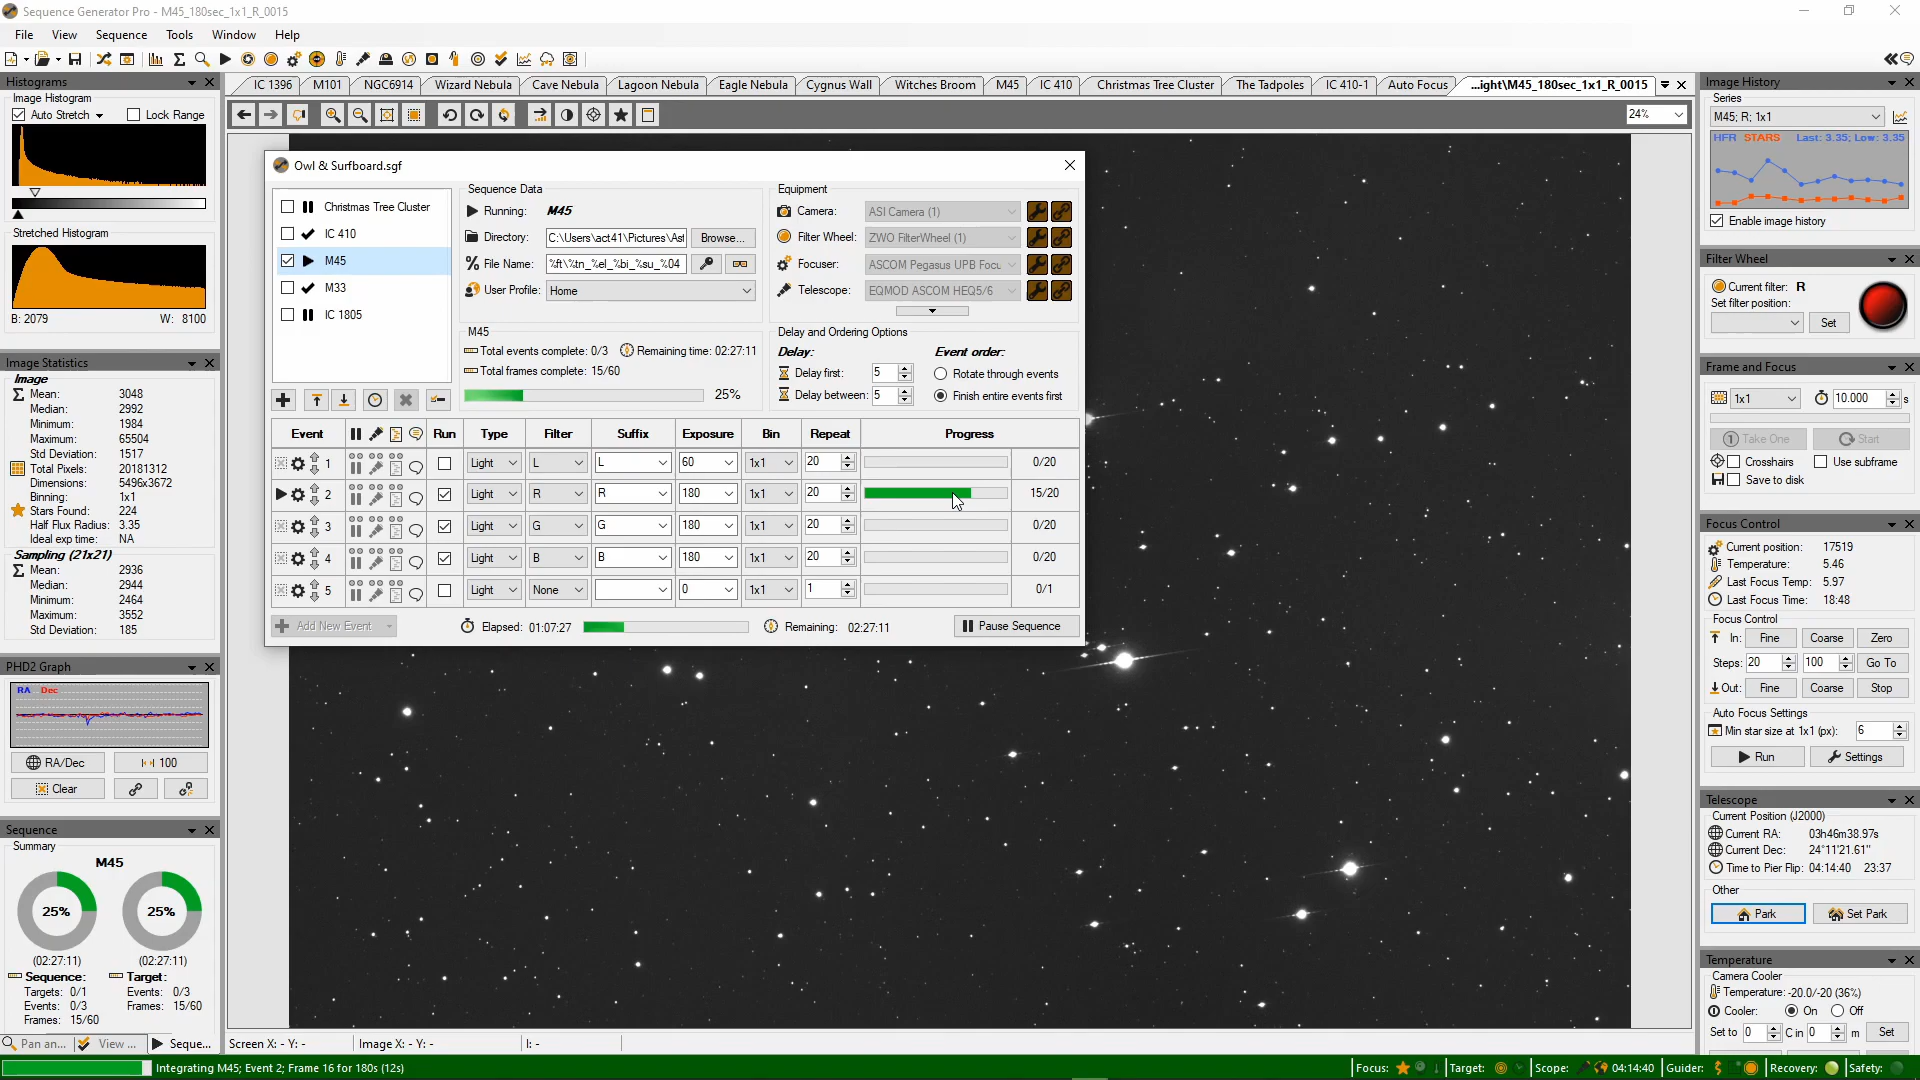 Sequence Generator Pro - M45_180sec_1x1_R_0015
File View Sequence Tools Window Help
Histograms
Image Histogram
Auto Stretch Lock Range
Stretched Histogram
B: 2079 W: 8100
Image Statistics
Image
Mean: 3048
Median: 2992
Minimum: 1984
Maximum: 65504
Std Deviation: 1517
Total Pixels: 20181312
Dimensions: 5496x3672
Binning: 1x1
Stars Found: 224
Half Flux Radius: 3.35
Ideal exp time: NA
Sampling (21x21)
Mean: 2936
Median: 2944
Minimum: 2464
Maximum: 3552
Std Deviation: 185
PHD2 Graph
RA Dec
RA/Dec 100
Clear
Sequence
Summary
M45
25% 25%
(02:27:11) (02:27:11)
Sequence: Target:
Targets: 0/1 Events: 0/3
Events: 0/3 Frames: 15/60
Frames: 15/60
Pan an... View ... Seque...
IC 1396 M101 NGC6914 Wizard Nebula Cave Nebula Lagoon Nebula Eagle Nebula Cygnus Wall Witches Broom M45 IC 410 Christmas Tree Cluster The Tadpoles IC 410-1 Auto Focus ...ight\M45_180sec_1x1_R_0015
24%
Owl & Surfboard.sgf
Christmas Tree Cluster
IC 410
M45
M33
IC 1805
Sequence Data
Running: M45
Directory: C:\Users\act41\Pictures\Ast Browse...
File Name: %ft\%tn_%el_%bi_%su_%04
User Profile: Home
Equipment
Camera: ASI Camera (1)
Filter Wheel: ZWO FilterWheel (1)
Focuser: ASCOM Pegasus UPB Focu
Telescope: EQMOD ASCOM HEQ5/6
M45
Total events complete: 0/3 Remaining time: 02:27:11
Total frames complete: 15/60
25%
Delay and Ordering Options
Delay: Event order:
Delay first: 5 Rotate through events
Delay between: 5 Finish entire events first
Event Run Type Filter Suffix Exposure Bin Repeat Progress
1 Light L L 60 1x1 20 0/20
2 Light R R 180 1x1 20 15/20
3 Light G G 180 1x1 20 0/20
4 Light B B 180 1x1 20 0/20
5 Light None 0 1x1 1 0/1
Add New Event Elapsed: 01:07:27 Remaining: 02:27:11 Pause Sequence
Screen X: - Y: - Image X: - Y: - I: -
Image History
Series
M45; R; 1x1
HFR STARS Last: 3.35; Low: 3.35
Enable image history
Filter Wheel
Current filter: R
Set filter position:
Set
Frame and Focus
1x1 10.000 s
Take One Start
Crosshairs Use subframe
Save to disk
Focus Control
Current position: 17519
Temperature: 5.46
Last Focus Temp: 5.97
Last Focus Time: 18:48
Focus Control
In: Fine Coarse Zero
Steps: 20 100 Go To
Out: Fine Coarse Stop
Auto Focus Settings
Min star size at 1x1 (px): 6
Run Settings
Telescope
Current Position (J2000)
Current RA: 03h46m38.97s
Current Dec: 24°11'21.61"
Time to Pier Flip: 04:14:40 23:37
Other
Park Set Park
Temperature
Camera Cooler
Temperature: -20.0/-20 (36%)
Cooler: On Off
Set to 0 C in 0 m Set
Integrating M45; Event 2; Frame 16 for 180s (12s)
Focus: Target: Scope: 04:14:40 Guider: Recovery: Safety: